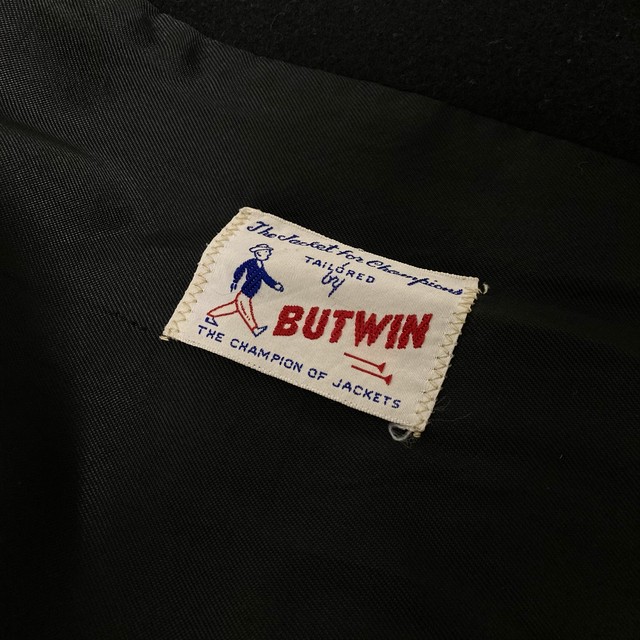 The Jacket for Champions
TAILORED
by
BUTWIN
THE CHAMPION OF JACKETS